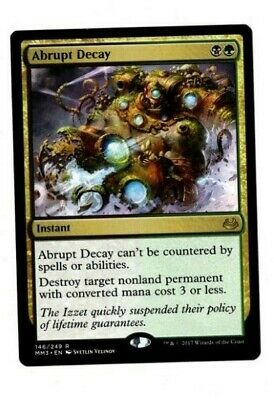 Abrupt Decay
Instant
Abrupt Decay can't be countered by
spells or abilities.
Destroy target nonland permanent
with converted mana cost 3 or less.
The Izzet quickly suspended their policy
of lifetime guarantees.
146/249 R
MM3 • EN Svetlin Velinov
™ & © 2017 Wizards of the Coast